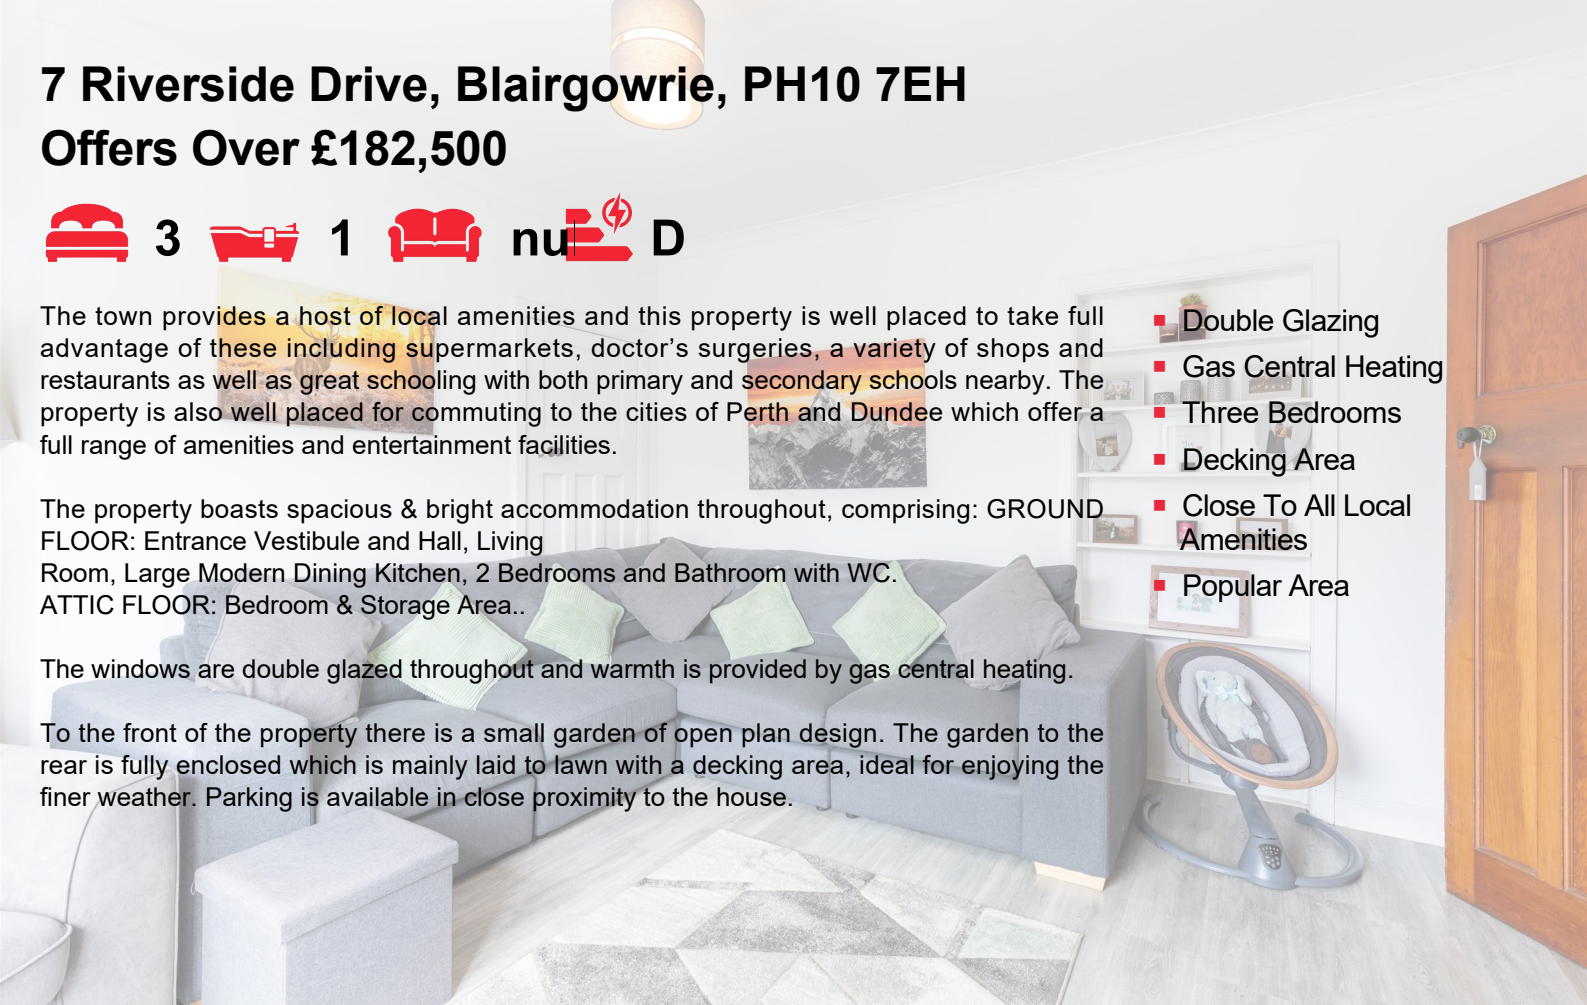 7 Riverside Drive, Blairgowrie, PH10 7EH
Offers Over £182,500
3 1 nu D
The town provides a host of local amenities and this property is well placed to take full
advantage of these including supermarkets, doctor’s surgeries, a variety of shops and
restaurants as well as great schooling with both primary and secondary schools nearby. The
property is also well placed for commuting to the cities of Perth and Dundee which offer a
full range of amenities and entertainment facilities.
The property boasts spacious & bright accommodation throughout, comprising: GROUND
FLOOR: Entrance Vestibule and Hall, Living
Room, Large Modern Dining Kitchen, 2 Bedrooms and Bathroom with WC.
ATTIC FLOOR: Bedroom & Storage Area..
The windows are double glazed throughout and warmth is provided by gas central heating.
To the front of the property there is a small garden of open plan design. The garden to the
rear is fully enclosed which is mainly laid to lawn with a decking area, ideal for enjoying the
finer weather. Parking is available in close proximity to the house.
▪ Double Glazing
▪ Gas Central Heating
▪ Three Bedrooms
▪ Decking Area
▪ Close To All Local
Amenities
▪ Popular Area